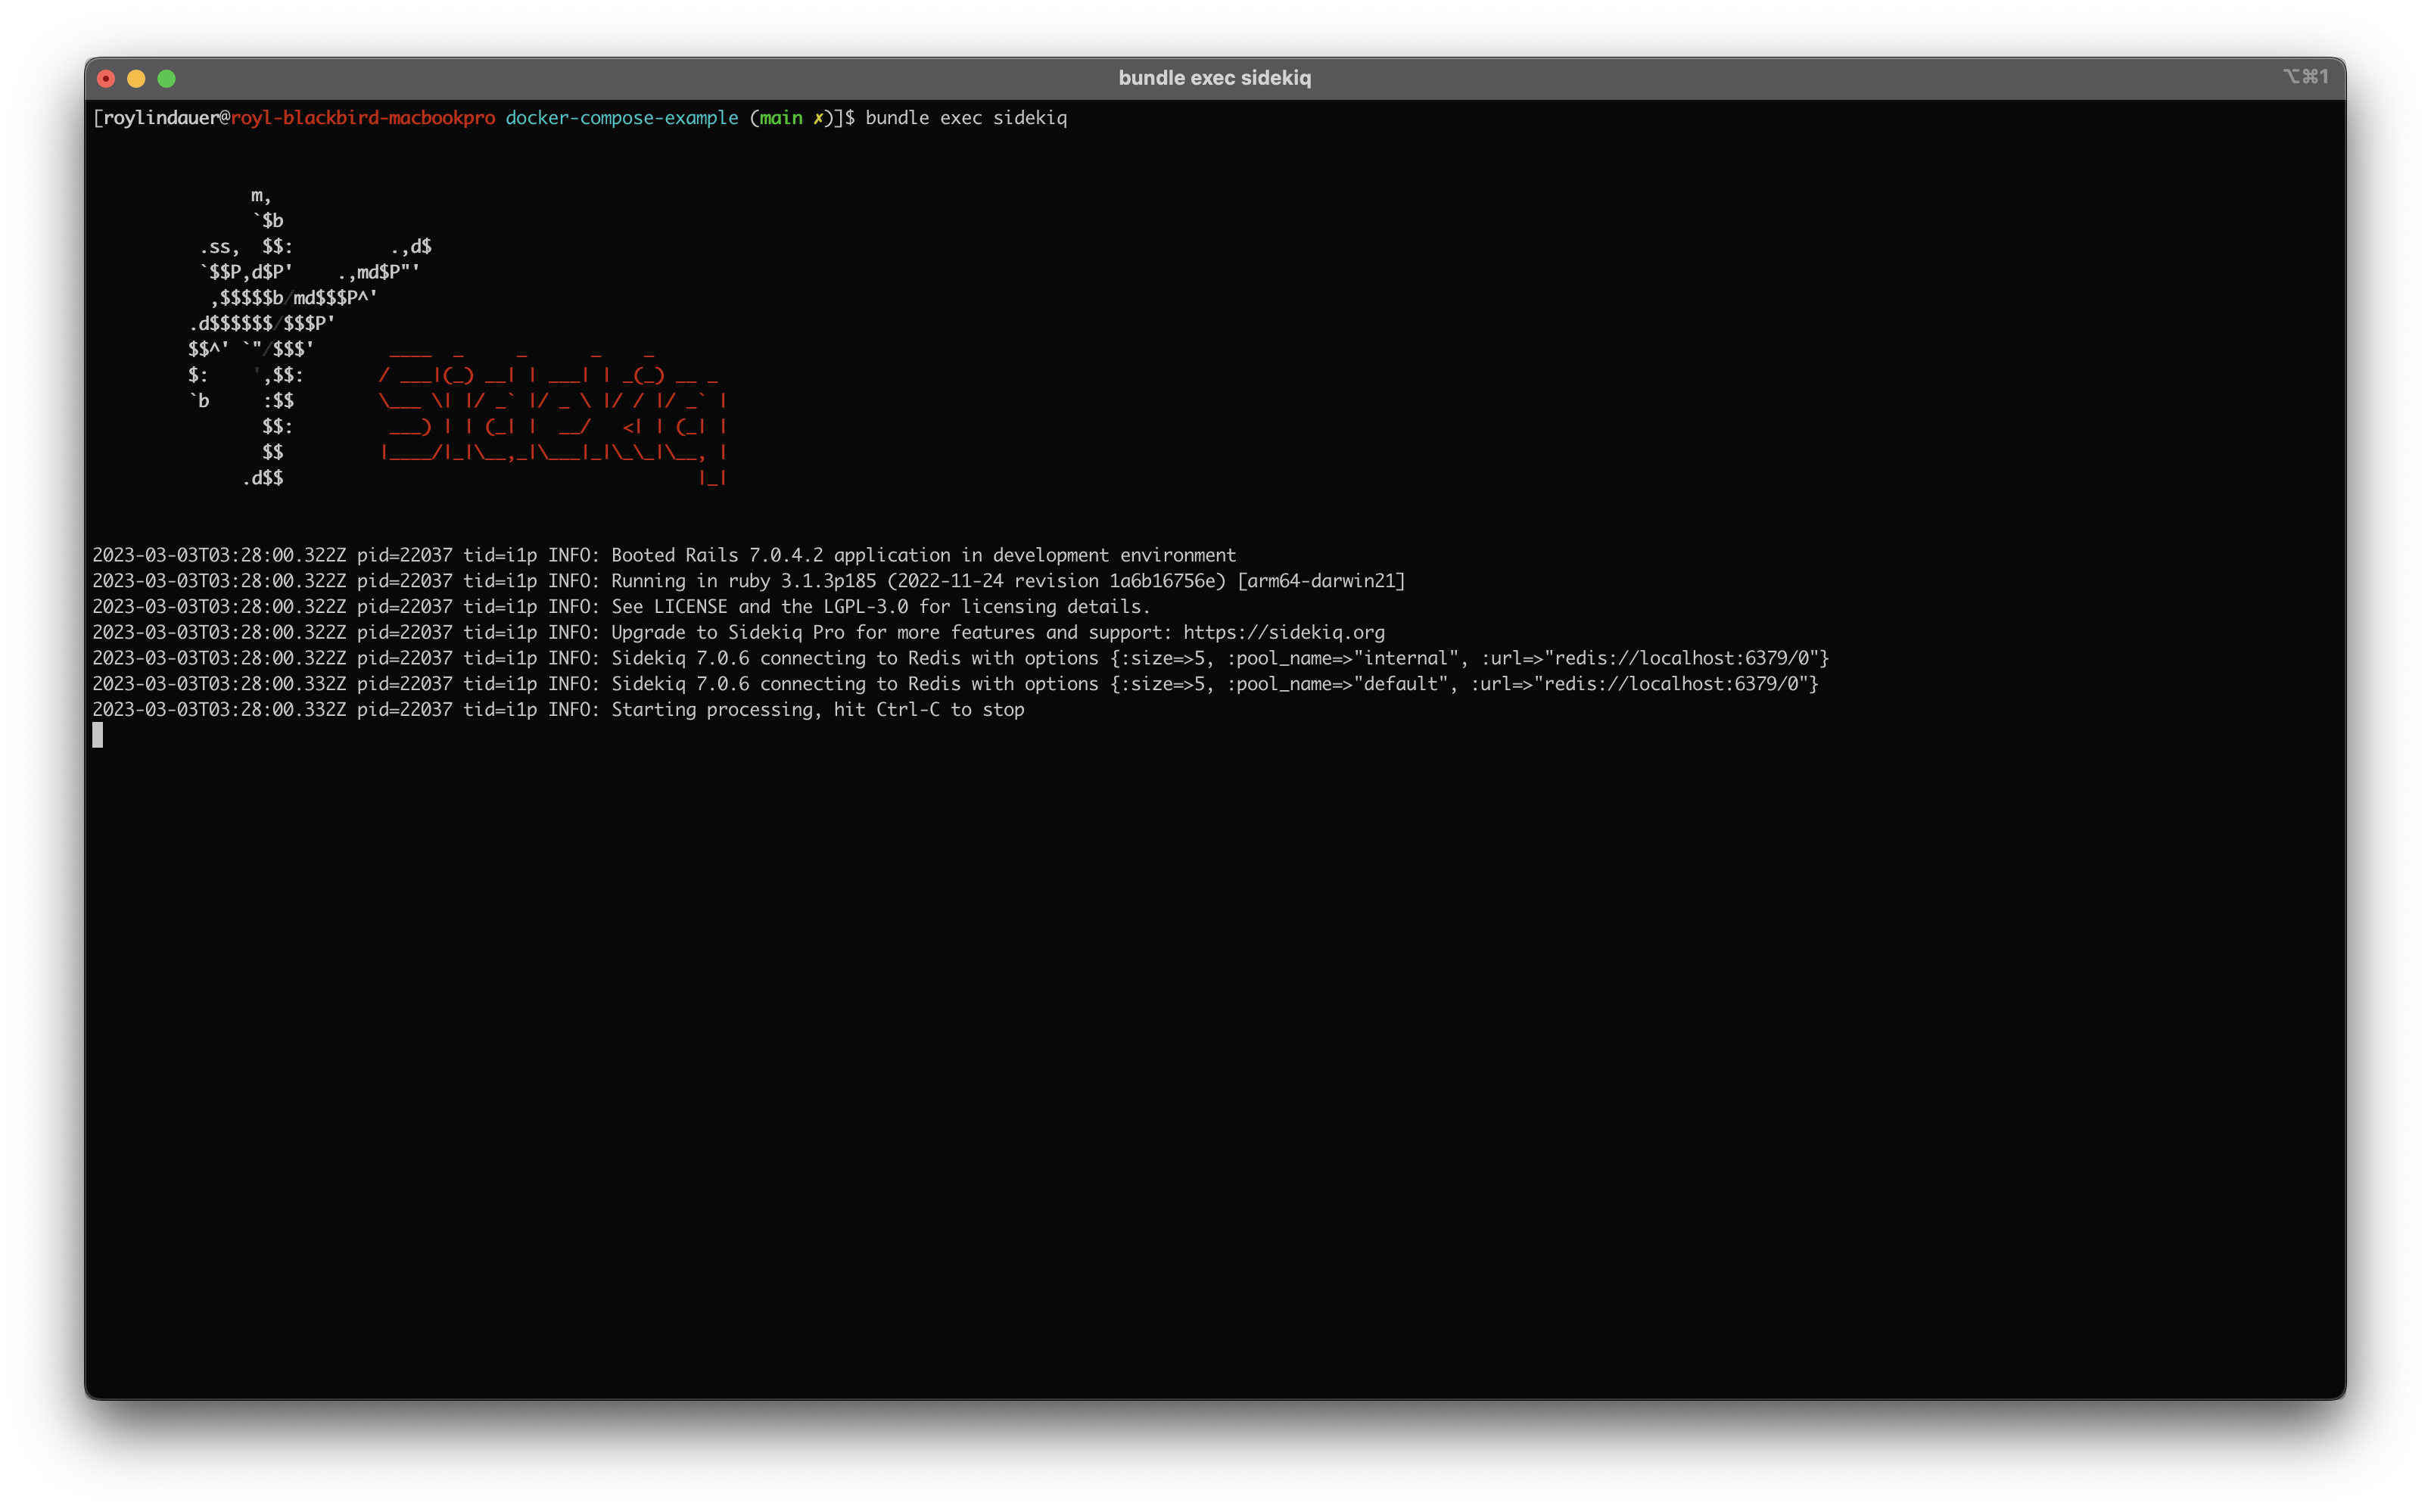 bundle exec sidekiq
⌥⌘1
[roylindauer@royl-blackbird-macbookpro docker-compose-example (main ✗)]$ bundle exec sidekiq
               m,
               `$b
          .ss,  $$:         .,d$
          `$$P,d$P'    .,md$P"'
           ,$$$$$b/md$$$P^'
         .d$$$$$$/$$$P'
         $$^' `"/$$$'       ____  _     _      _    _
         $:    ',$$:       / ___|(_) __| | ___| | _(_) __ _
         `b     :$$        \___ \| |/ _` |/ _ \ |/ / |/ _` |
                $$:         ___) | | (_| |  __/   <| | (_| |
                $$         |____/|_|\__,_|\___|_|\_\_|\__, |
              .d$$                                       |_|
2023-03-03T03:28:00.322Z pid=22037 tid=i1p INFO: Booted Rails 7.0.4.2 application in development environment
2023-03-03T03:28:00.322Z pid=22037 tid=i1p INFO: Running in ruby 3.1.3p185 (2022-11-24 revision 1a6b16756e) [arm64-darwin21]
2023-03-03T03:28:00.322Z pid=22037 tid=i1p INFO: See LICENSE and the LGPL-3.0 for licensing details.
2023-03-03T03:28:00.322Z pid=22037 tid=i1p INFO: Upgrade to Sidekiq Pro for more features and support: https://sidekiq.org
2023-03-03T03:28:00.322Z pid=22037 tid=i1p INFO: Sidekiq 7.0.6 connecting to Redis with options {:size=>5, :pool_name=>"internal", :url=>"redis://localhost:6379/0"}
2023-03-03T03:28:00.332Z pid=22037 tid=i1p INFO: Sidekiq 7.0.6 connecting to Redis with options {:size=>5, :pool_name=>"default", :url=>"redis://localhost:6379/0"}
2023-03-03T03:28:00.332Z pid=22037 tid=i1p INFO: Starting processing, hit Ctrl-C to stop